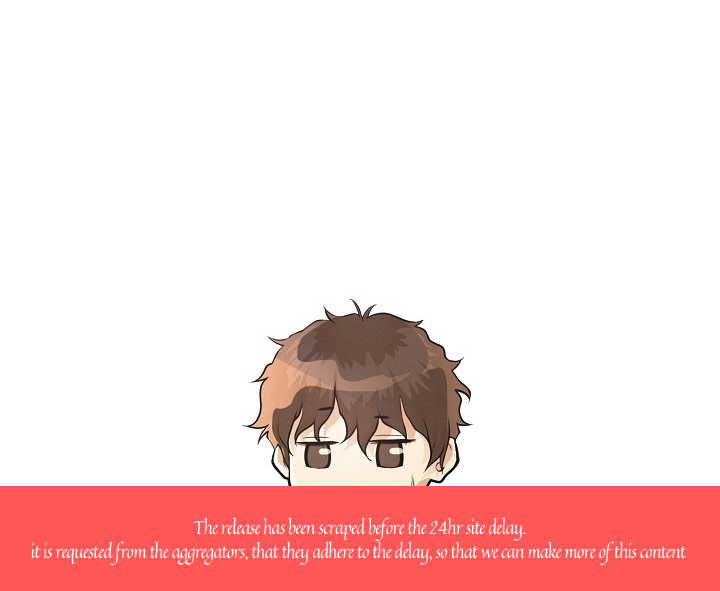 The release has been scraped before the 24hr site delay.
it is requested from the aggregators, that they adhere to the delay, so that we can make more of this content